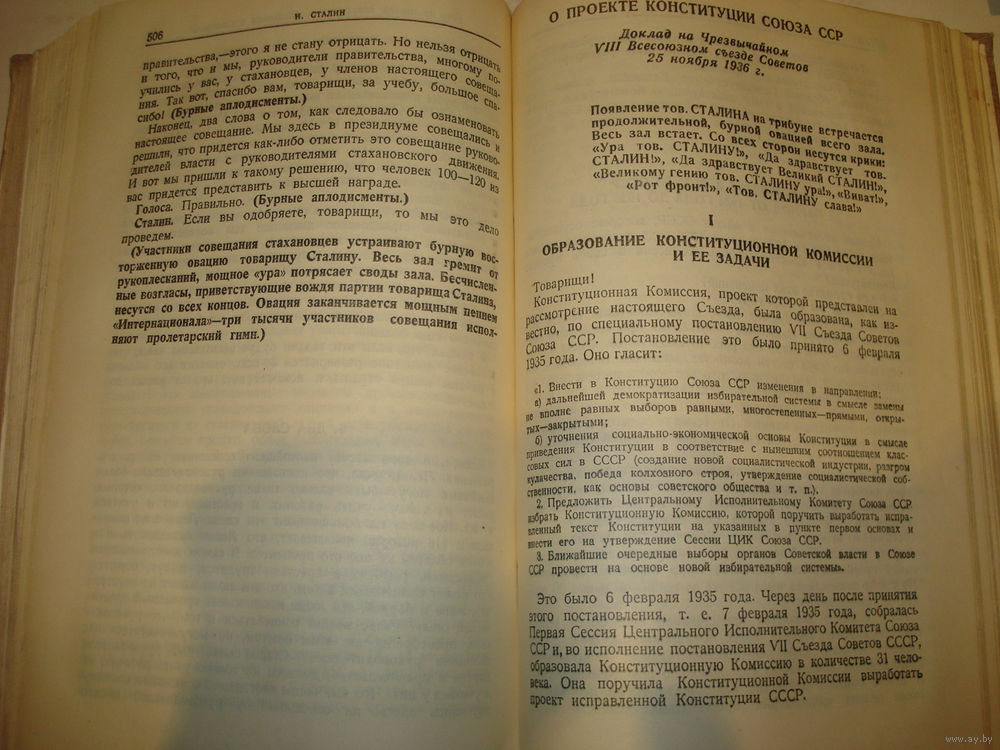 506
И. СТАЛИН
правительства,—этого я не стану отрицать. Но нельзя отрицать
и того, что и мы, руководители правительства, многому по-
учились у вас, у стахановцев, у членов настоящего совеща-
ния. Так вот, спасибо вам, товарищи, за учебу, большое спа-
сибо! (Бурные аплодисменты.)
Наконец, два слова о том, как следовало бы ознаменовать
настоящее совещание. Мы здесь в президиуме совещались и
решили, что придется как-либо отметить это совещание руково-
дителей власти с руководителями стахановского движения.
И вот мы пришли к такому решению, что человек 100—120 из
вас придется представить к высшей награде.
Голоса. Правильно. (Бурные аплодисменты.)
Сталин. Если вы одобряете, товарищи, то мы это дело
проведем.
(Участники совещания стахановцев устраивают бурную вос-
торженную овацию товарищу Сталину. Весь зал гремит от
рукоплесканий, мощное «ура» потрясает своды зала. Бесчислен-
ные возгласы, приветствующие вождя партии товарища Сталина,
несутся со всех концов. Овация заканчивается мощным пением
«Интернационала»—три тысячи участников совещания испол-
няют пролетарский гимн.)
О ПРОЕКТЕ КОНСТИТУЦИИ СОЮЗА ССР
Доклад на Чрезвычайном
VIII Всесоюзном съезде Советов
25 ноября 1936 г.
Появление тов. СТАЛИНА на трибуне встречается
продолжительной, бурной овацией всего зала.
Весь зал встает. Со всех сторон несутся крики:
«Ура тов. СТАЛИНУ!», «Да здравствует тов.
СТАЛИН!», «Да здравствует Великий СТАЛИН!»,
«Великому гению тов. СТАЛИНУ ура!», «Виват!»,
«Рот фронт!», «Тов. СТАЛИНУ слава!»
I
ОБРАЗОВАНИЕ КОНСТИТУЦИОННОЙ КОМИССИИ
И ЕЕ ЗАДАЧИ
Товарищи!
Конституционная Комиссия, проект которой представлен на
рассмотрение настоящего Съезда, была образована, как из-
вестно, по специальному постановлению VII Съезда Советов
Союза ССР. Постановление это было принято 6 февраля
1935 года. Оно гласит:
«1. Внести в Конституцию Союза ССР изменения в направлении:
а) дальнейшей демократизации избирательной системы в смысле замены
не вполне равных выборов равными, многостепенных—прямыми, откры-
тых—закрытыми;
б) уточнения социально-экономической основы Конституции в смысле
приведения Конституции в соответствие с нынешним соотношением клас-
совых сил в СССР (создание новой социалистической индустрии, разгром
кулачества, победа колхозного строя, утверждение социалистической соб-
ственности, как основы советского общества и т. п.).
2. Предложить Центральному Исполнительному Комитету Союза ССР
избрать Конституционную Комиссию, которой поручить выработать исправ-
ленный текст Конституции на указанных в пункте первом основах и
внести его на утверждение Сессии ЦИК Союза ССР.
3. Ближайшие очередные выборы органов Советской власти в Союзе
ССР провести на основе новой избирательной системы».
Это было 6 февраля 1935 года. Через день после принятия
этого постановления, т. е. 7 февраля 1935 года, собралась
Первая Сессия Центрального Исполнительного Комитета Союза
ССР и, во исполнение постановления VII Съезда Советов СССР,
образовала Конституционную Комиссию в количестве 31 чело-
века. Она поручила Конституционной Комиссии выработать
проект исправленной Конституции СССР.
www.ay.by